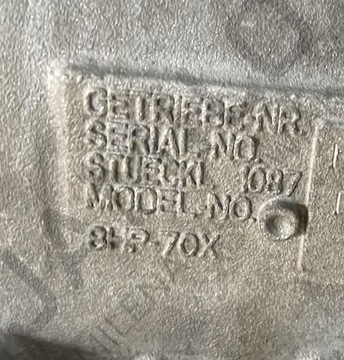 GETRIEBE-NR.
SERIAL-NO.
STUECKL. 1087
MODEL-NO.
8HP-70X